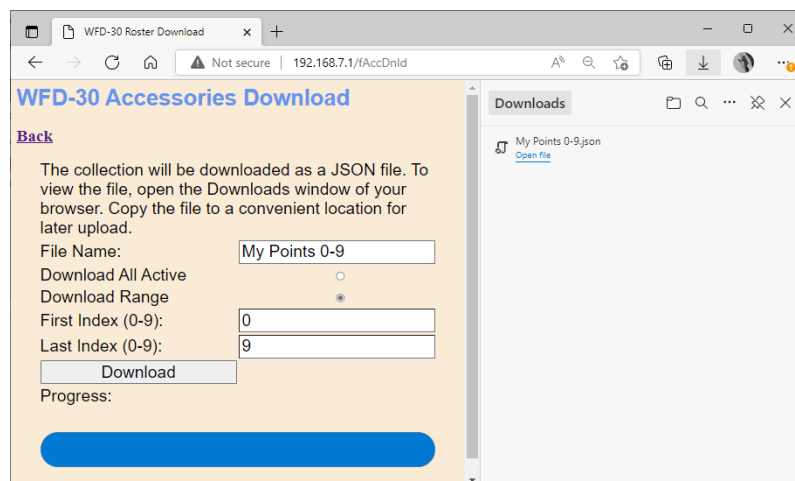 WFD-30 Roster Download
Not secure | 192.168.7.1/fAccDnld
WFD-30 Accessories Download
Back
The collection will be downloaded as a JSON file. To
view the file, open the Downloads window of your
browser. Copy the file to a convenient location for
later upload.
File Name: My Points 0-9
Download All Active
Download Range
First Index (0-9): 0
Last Index (0-9): 9
Download
Progress:
Downloads
My Points 0-9.json
Open file